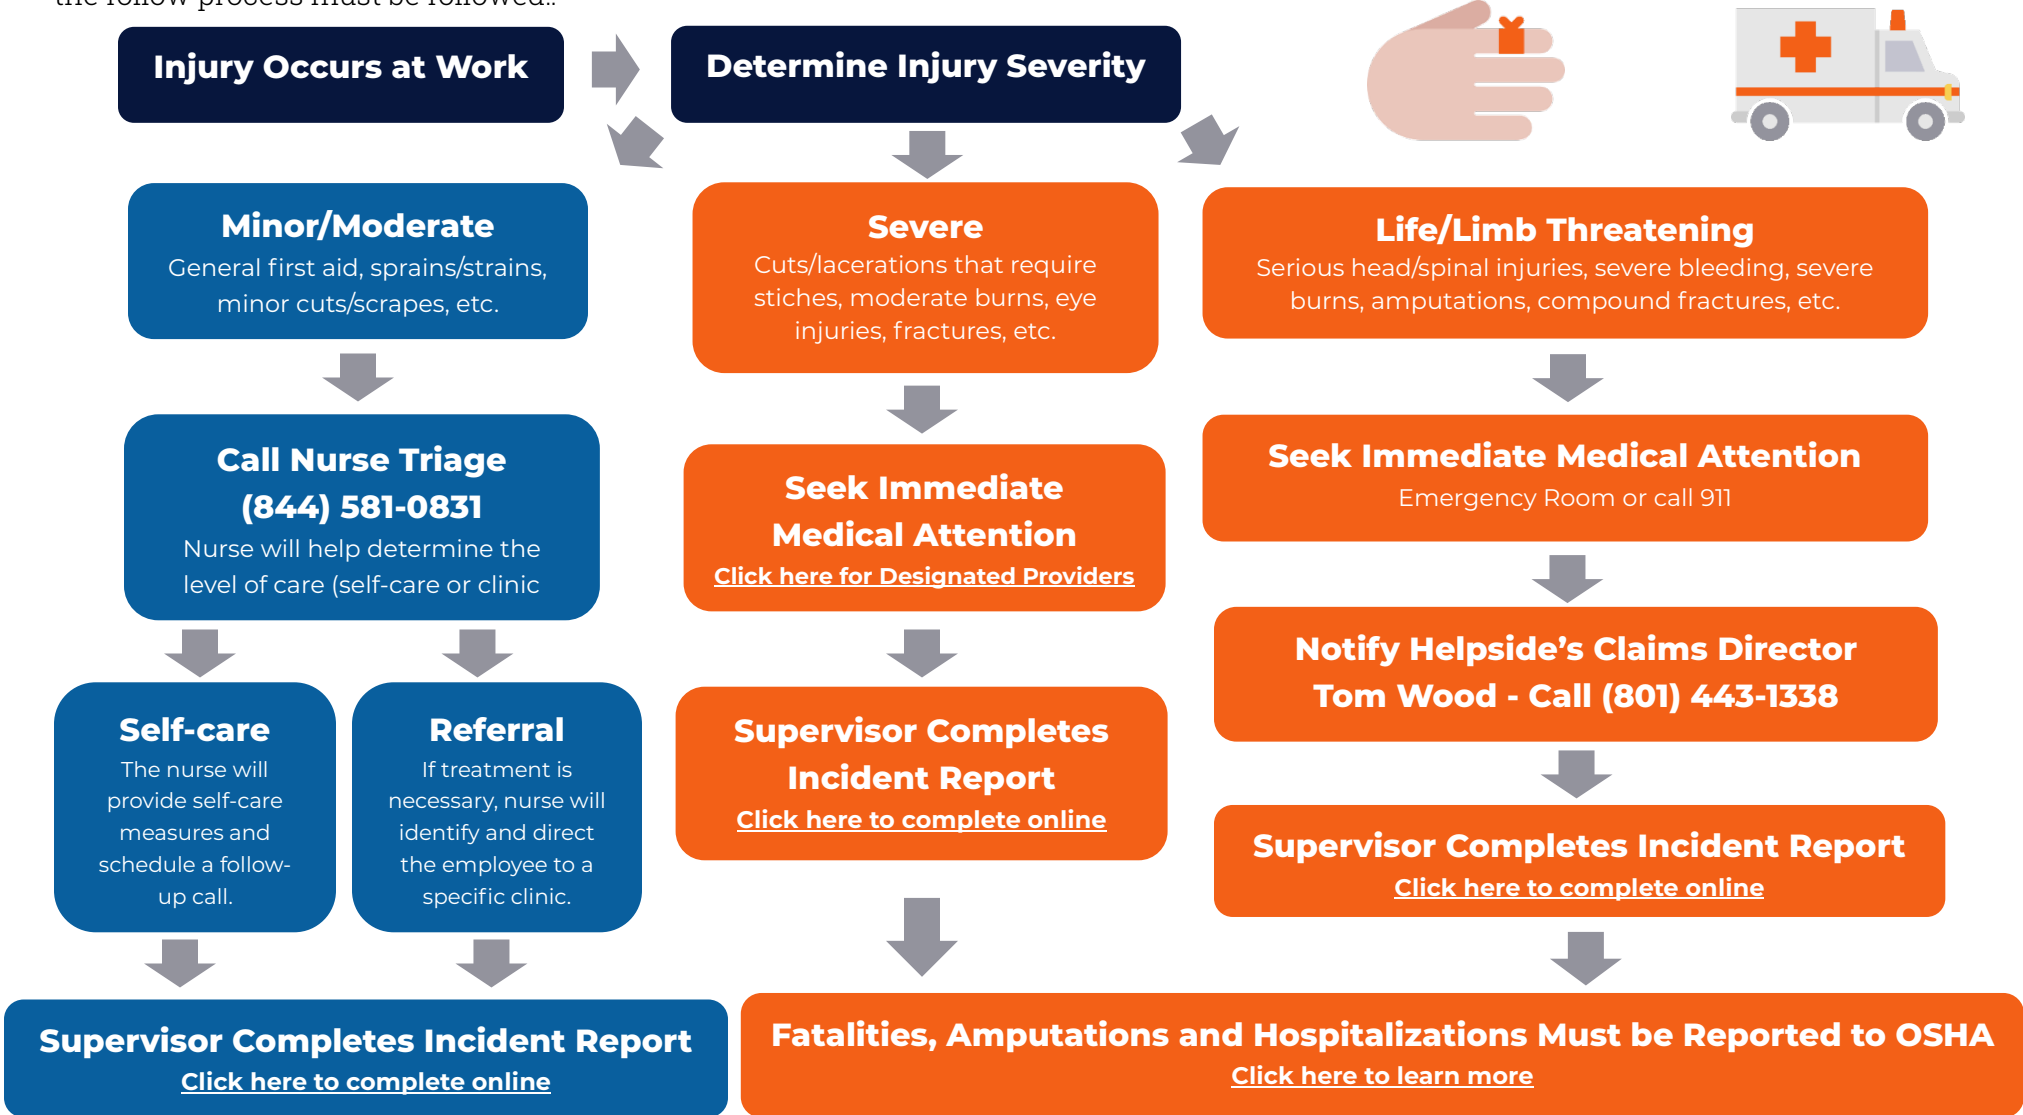 the follow process must be followed..
Injury Occurs at Work
Determine Injury Severity
Minor/Moderate
General first aid, sprains/strains,
minor cuts/scrapes, etc.
Severe
Cuts/lacerations that require
stiches, moderate burns, eye
injuries, fractures, etc.
Life/Limb Threatening
Serious head/spinal injuries, severe bleeding, severe
burns, amputations, compound fractures, etc.
Call Nurse Triage
(844) 581-0831
Nurse will help determine the
level of care (self-care or clinic
Seek Immediate
Medical Attention
Click here for Designated Providers
Seek Immediate Medical Attention
Emergency Room or call 911
Notify Helpside’s Claims Director
Tom Wood - Call (801) 443-1338
Self-care
The nurse will
provide self-care
measures and
schedule a follow-
up call.
Referral
If treatment is
necessary, nurse will
identify and direct
the employee to a
specific clinic.
Supervisor Completes
Incident Report
Click here to complete online
Supervisor Completes Incident Report
Click here to complete online
Supervisor Completes Incident Report
Click here to complete online
Fatalities, Amputations and Hospitalizations Must be Reported to OSHA
Click here to learn more